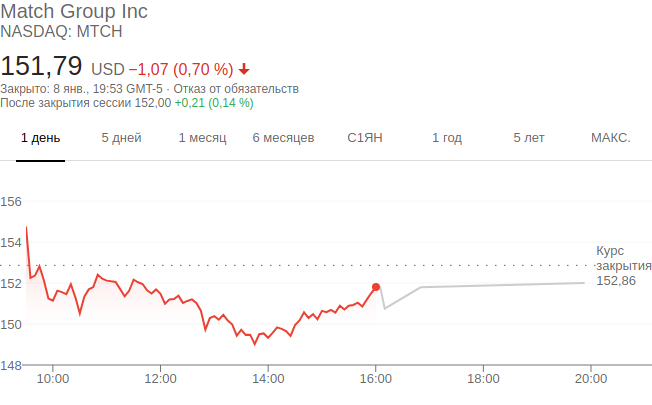 Match Group Inc
NASDAQ: MTCH
151,79 USD −1,07 (0,70 %)
Закрыто: 8 янв., 19:53 GMT-5 · Отказ от обязательств
После закрытия сессии 152,00 +0,21 (0,14 %)
1 день 5 дней 1 месяц 6 месяцев С1ЯН 1 год 5 лет МАКС.
156
154
Курс
закрытия
152,86
152
150
148
10:00 12:00 14:00 16:00 18:00 20:00